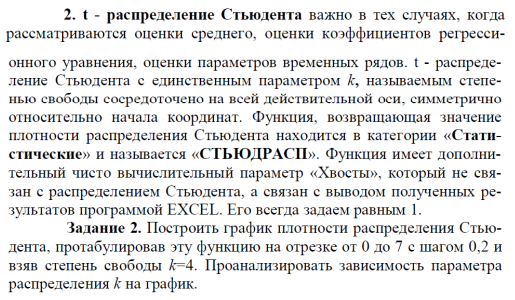 2. t - распределение Стьюдента важно в тех случаях, когда
рассматриваются оценки среднего, оценки коэффициентов регресси-
онного уравнения, оценки параметров временных рядов. t - распреде-
ление Стьюдента с единственным параметром k, называемым степе-
нью свободы сосредоточено на всей действительной оси, симметрично
относительно начала координат. Функция, возвращающая значение
плотности распределения Стьюдента находится в категории «Стати-
стические» и называется «СТЬЮДРАСП». Функция имеет дополни-
тельный чисто вычислительный параметр «Хвосты», который не свя-
зан с распределением Стьюдента, а связан с выводом полученных ре-
зультатов программой EXCEL. Его всегда задаем равным 1.
Задание 2. Построить график плотности распределения Стью-
дента, протабулировав эту функцию на отрезке от 0 до 7 с шагом 0,2 и
взяв степень свободы k=4. Проанализировать зависимость параметра
распределения k на график.